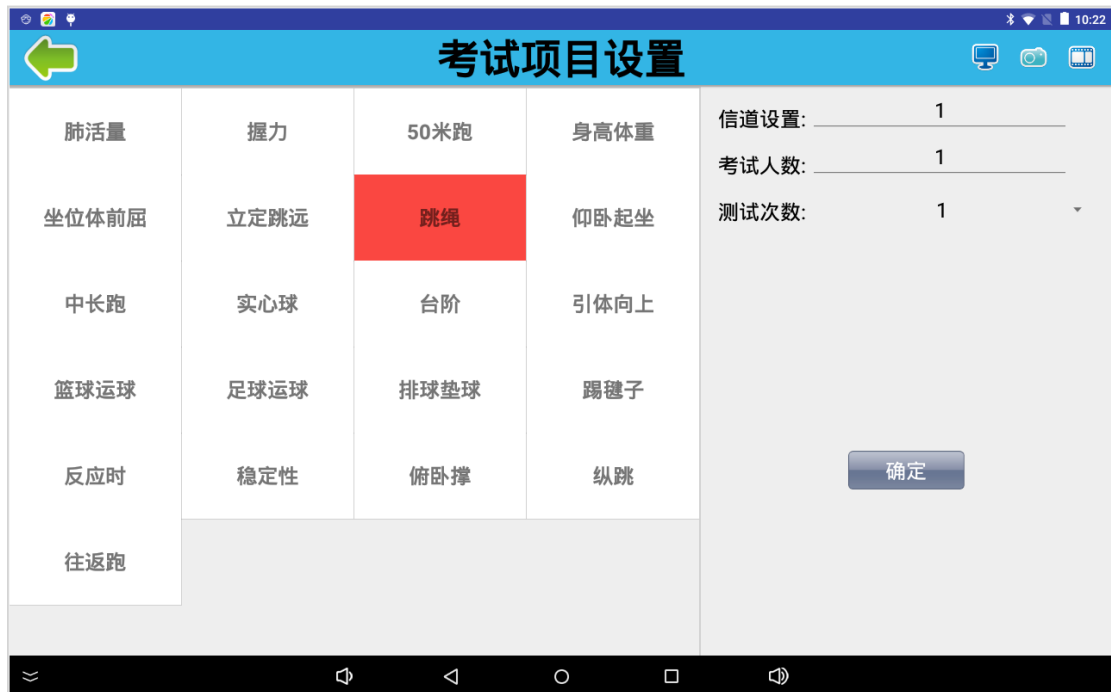 10:22
考试项目设置
肺活量 握力 50米跑 身高体重
坐位体前屈 立定跳远 跳绳 仰卧起坐
中长跑 实心球 台阶 引体向上
篮球运球 足球运球 排球垫球 踢毽子
反应时 稳定性 俯卧撑 纵跳
往返跑
信道设置: 1
考试人数: 1
测试次数: 1
确定